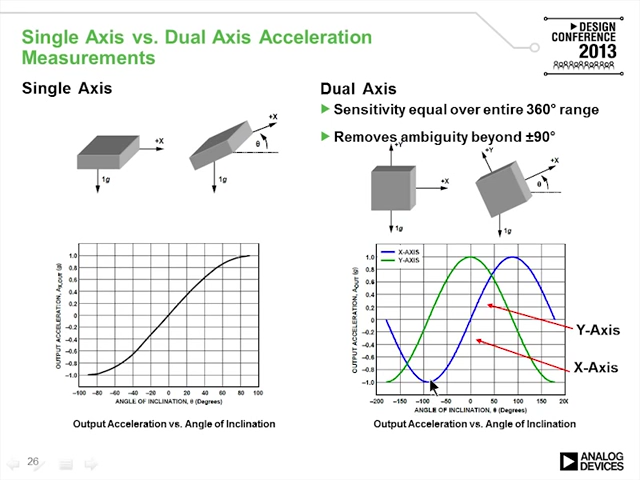 Single Axis vs. Dual Axis Acceleration
Measurements
DESIGN
CONFERENCE
2013
Single Axis
Dual Axis
Sensitivity equal over entire 360° range
Removes ambiguity beyond ±90°
+X
1g
+X
θ
1g
+Y
+X
1g
+Y
+X
θ
1g
OUTPUT ACCELERATION, (g)
1.0
0.8
0.6
0.4
0.2
0
–0.2
–0.4
–0.6
–0.8
–1.0
–100 –80 –60 –40 –20 0 20 40 60 80 100
ANGLE OF INCLINATION, θ (Degrees)
Output Acceleration vs. Angle of Inclination
X-AXIS
Y-AXIS
OUTPUT ACCELERATION, (g)
1.0
0.8
0.6
0.4
0.2
0
–0.2
–0.4
–0.6
–0.8
–1.0
–200 –150 –100 –50 0 50 100 150
ANGLE OF INCLINATION, θ (Degrees)
Y-Axis
X-Axis
Output Acceleration vs. Angle of Inclination
26
ANALOG
DEVICES